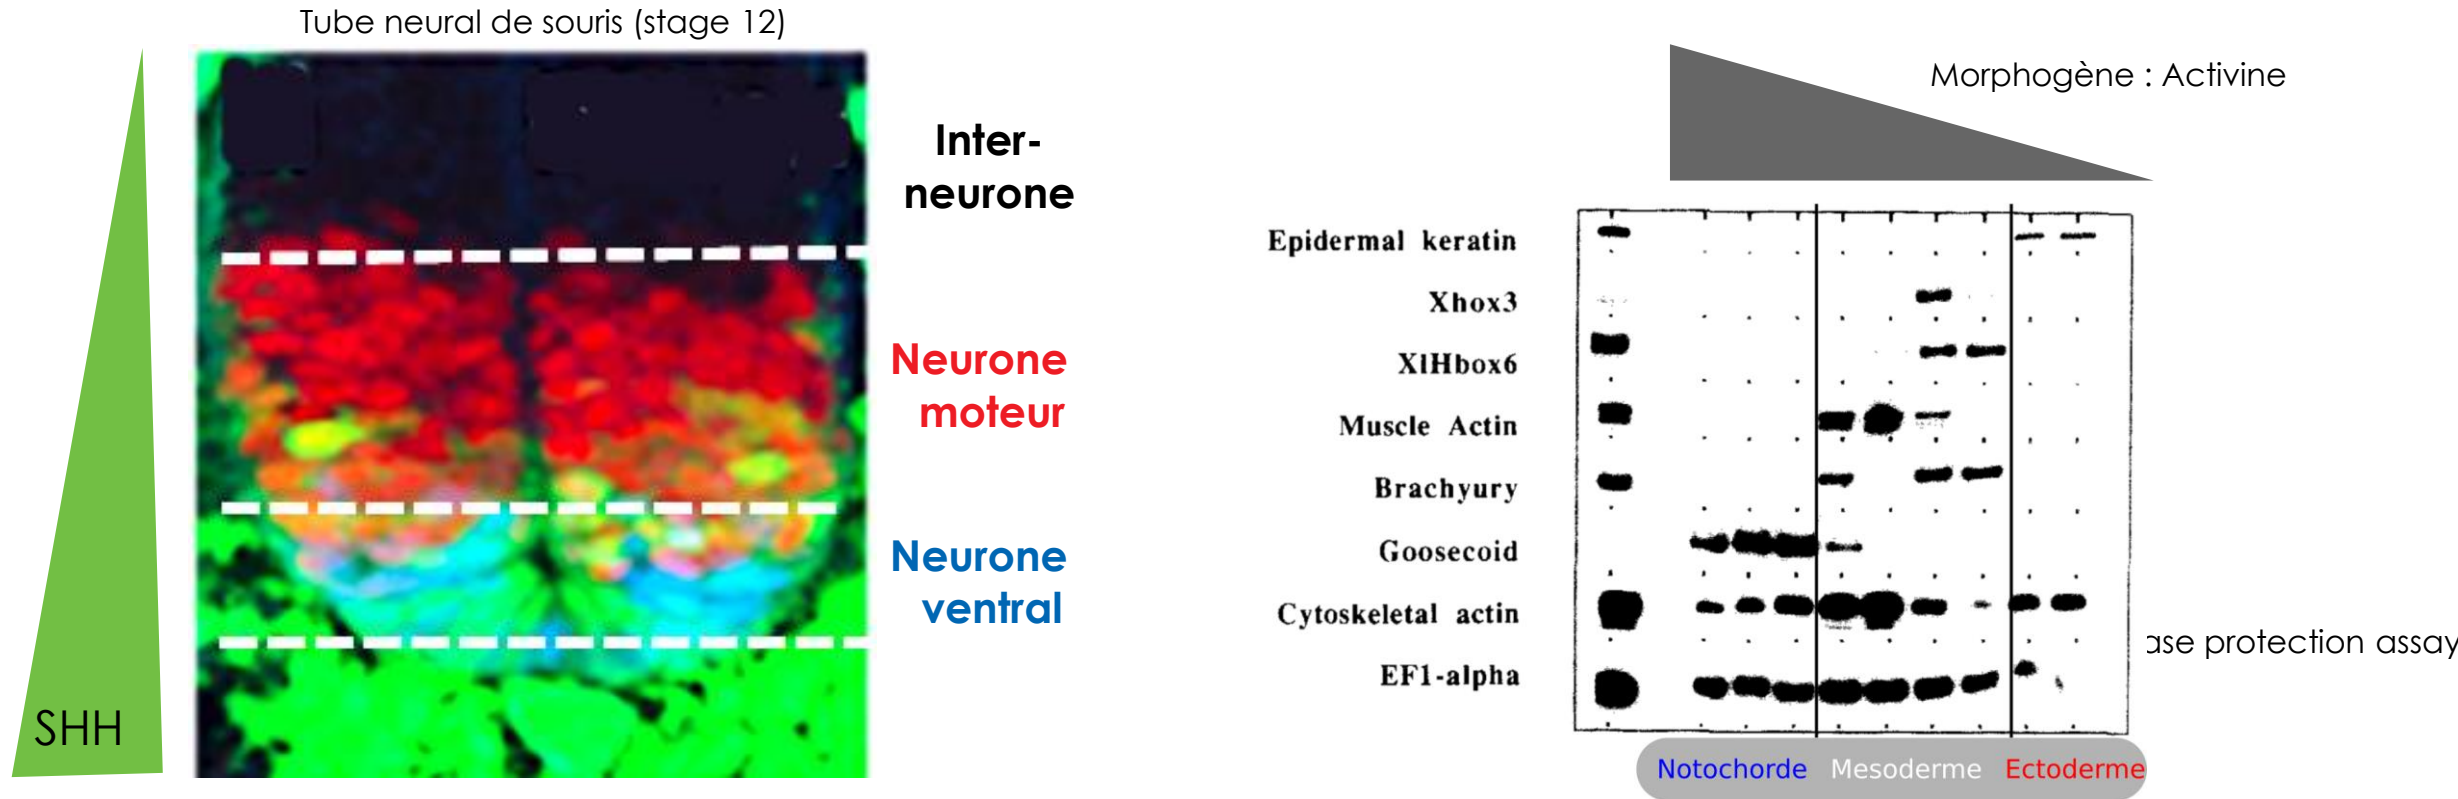 Tube neural de souris (stage 12)
Inter-
neurone
Neurone
moteur
Neurone
ventral
SHH
Morphogène : Activine
Epidermal keratin
Xhox3
XlHbox6
Muscle Actin
Brachyury
Goosecoid
Cytoskeletal actin
EF1-alpha
ase protection assay
Notochorde Mesoderme Ectoderme